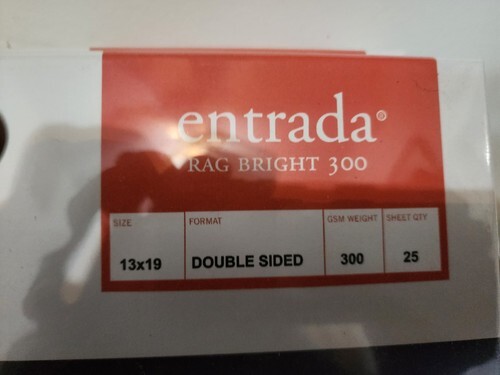 entrada®
RAG BRIGHT 300
SIZE FORMAT GSM WEIGHT SHEET QTY
13x19 DOUBLE SIDED 300 25